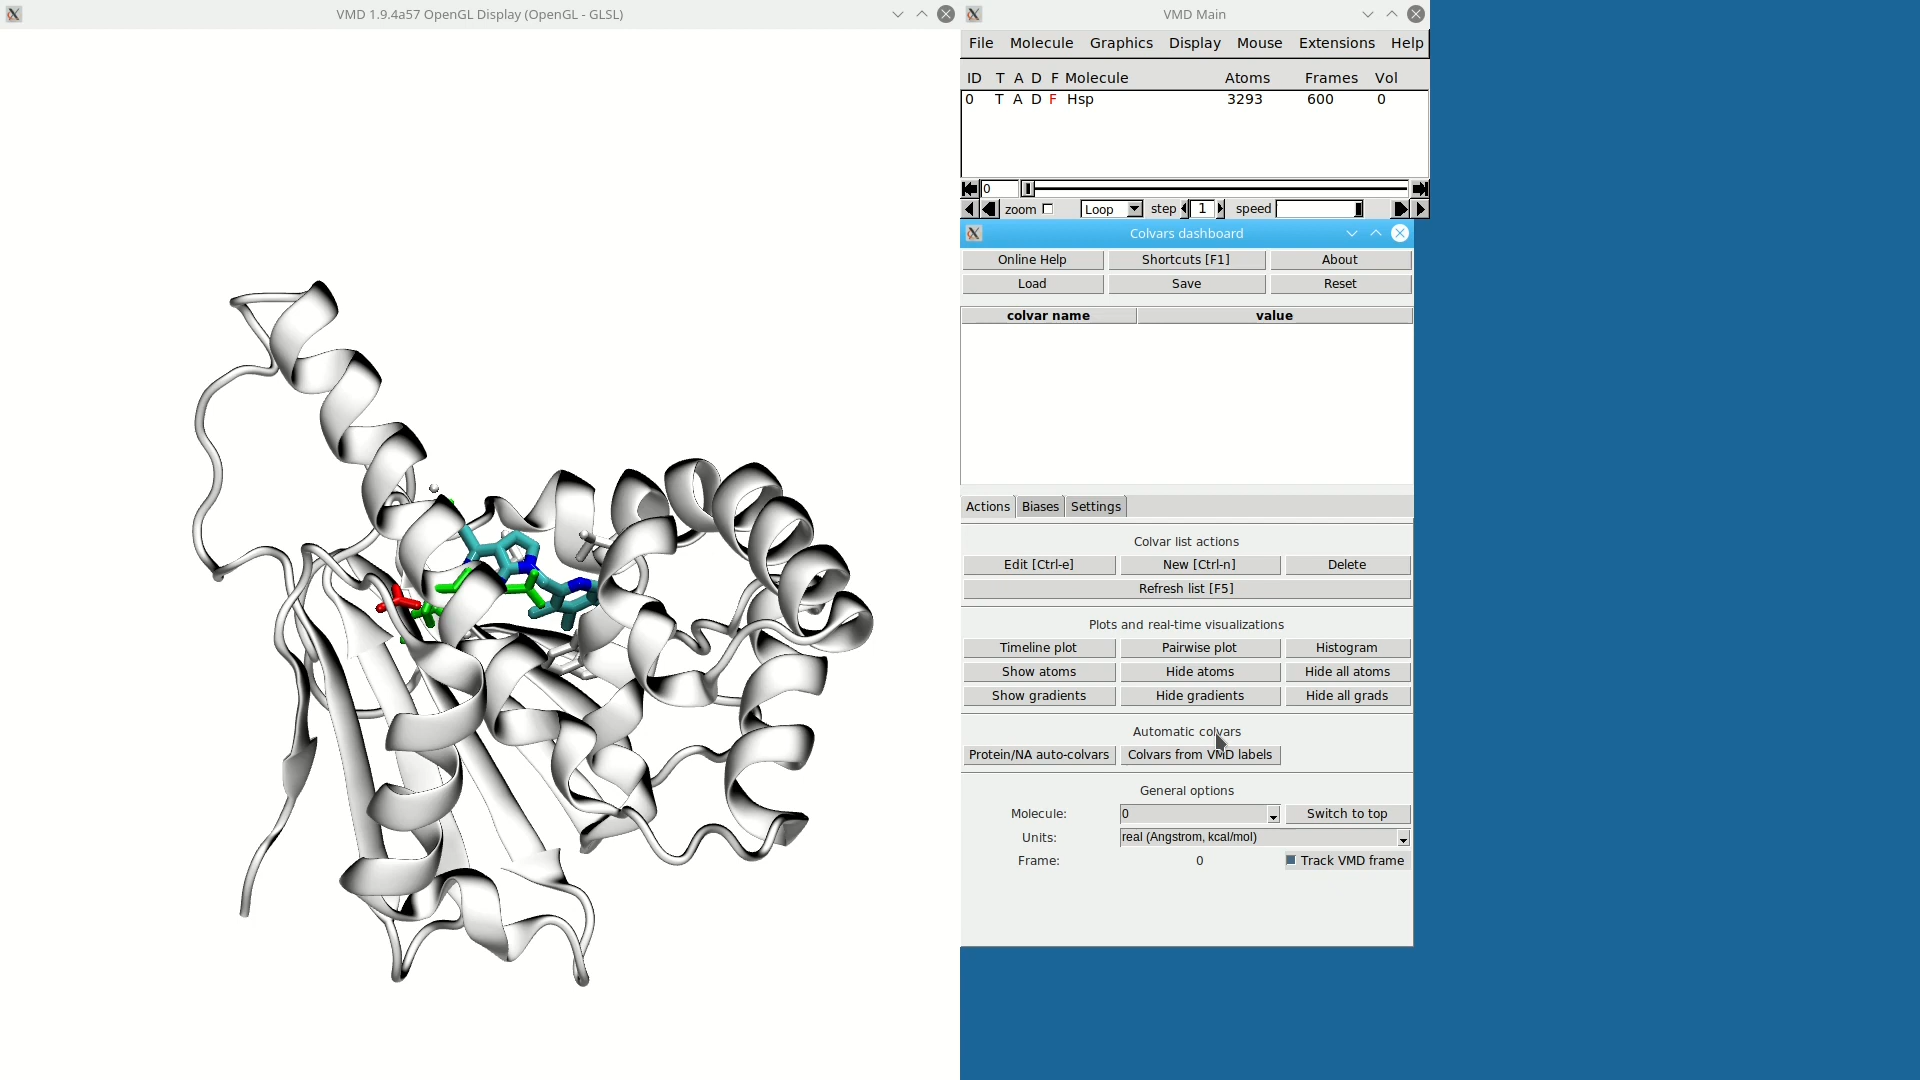 VMD 1.9.4a57 OpenGL Display (OpenGL - GLSL)
VMD Main
File Molecule Graphics Display Mouse Extensions Help
ID T A D F Molecule Atoms Frames Vol
0 T A D F Hsp 3293 600 0
0
zoom Loop step 1 speed
Colvars dashboard
Online Help Shortcuts [F1] About
Load Save Reset
colvar name value
Actions Biases Settings
Colvar list actions
Edit [Ctrl-e] New [Ctrl-n] Delete
Refresh list [F5]
Plots and real-time visualizations
Timeline plot Pairwise plot Histogram
Show atoms Hide atoms Hide all atoms
Show gradients Hide gradients Hide all grads
Automatic colvars
Protein/NA auto-colvars Colvars from VMD labels
General options
Molecule: 0 Switch to top
Units: real (Angstrom, kcal/mol)
Frame: 0 Track VMD frame